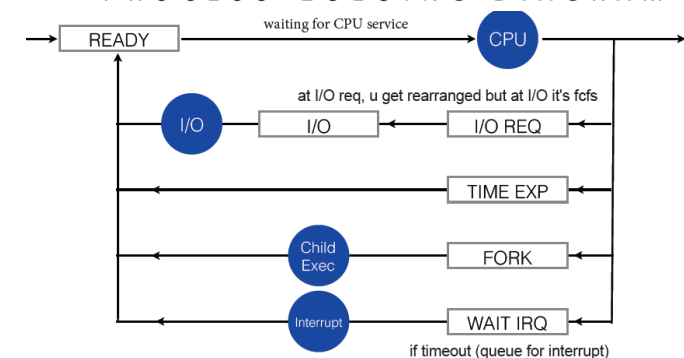 waiting for CPU service
READY
CPU
at I/O req, u get rearranged but at I/O it's fcfs
I/O
I/O
I/O REQ
TIME EXP
Child
Exec
FORK
Interrupt
WAIT IRQ
if timeout (queue for interrupt)